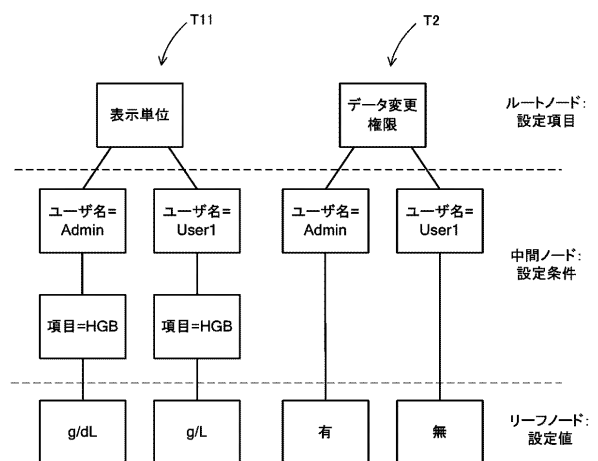 T11
T2
表示単位
データ変更
権限
ルートノード:
設定項目
ユーザ名=
Admin
ユーザ名=
User1
ユーザ名=
Admin
ユーザ名=
User1
中間ノード:
設定条件
項目=HGB
項目=HGB
g/dL
g/L
有
無
リーフノード:
設定値